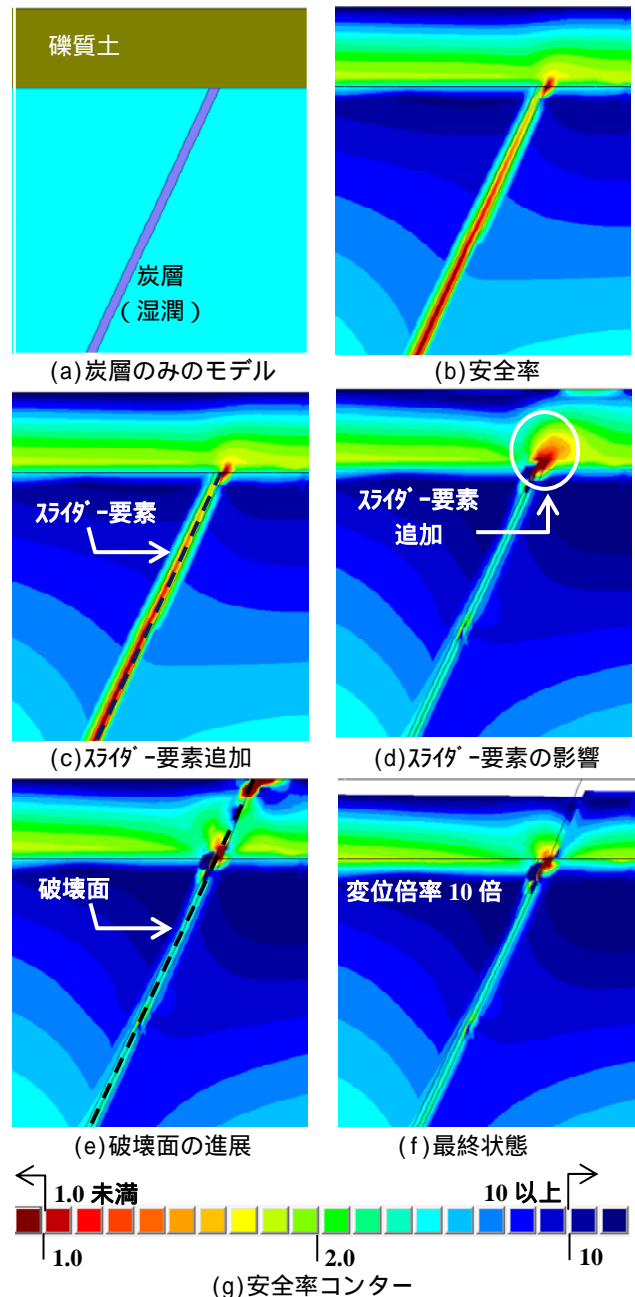 礫質土
炭層
(湿潤)
(a)炭層のみのモデル
(b)安全率
ｽﾗｲﾀﾞｰ要素
ｽﾗｲﾀﾞｰ要素
追加
(c)ｽﾗｲﾀﾞｰ要素追加
(d)ｽﾗｲﾀﾞｰ要素の影響
破壊面
変位倍率 10 倍
(e)破壊面の進展
(f)最終状態
1.0 未満
10 以上
1.0
2.0
10
(g)安全率コンター